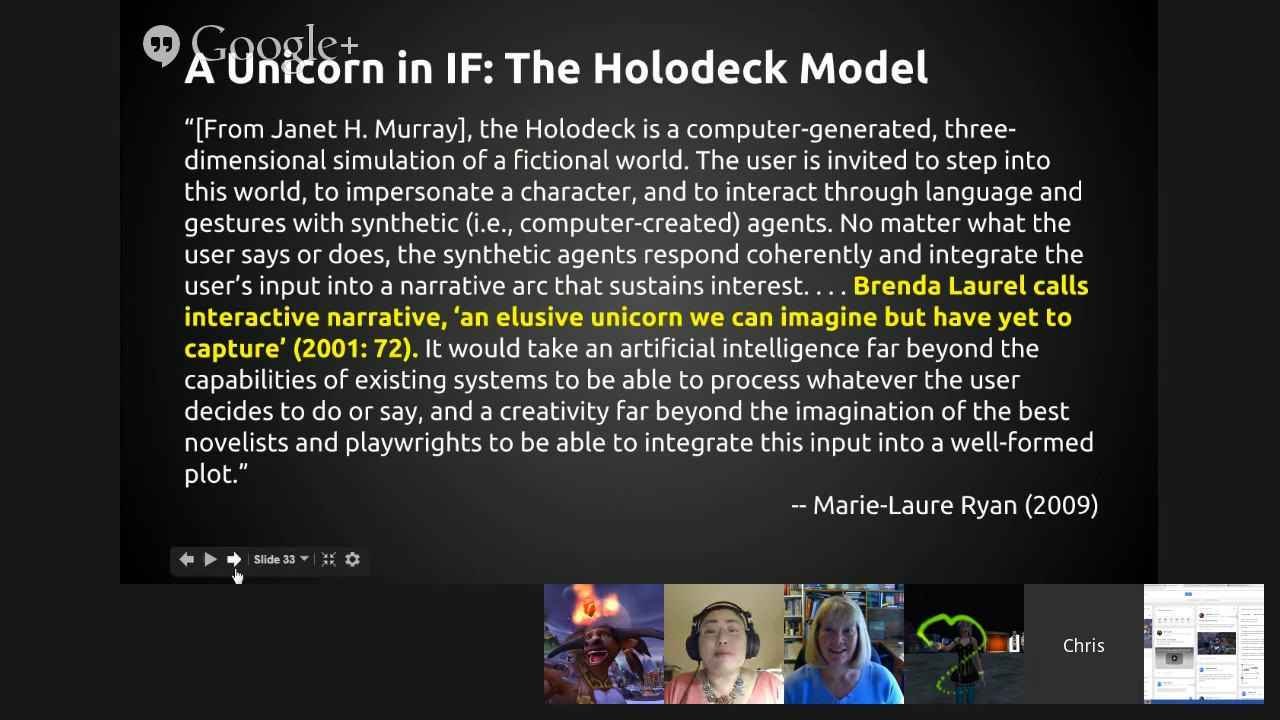 Google+
A Unicorn in IF: The Holodeck Model
“[From Janet H. Murray], the Holodeck is a computer-generated, three-
dimensional simulation of a fictional world. The user is invited to step into
this world, to impersonate a character, and to interact through language and
gestures with synthetic (i.e., computer-created) agents. No matter what the
user says or does, the synthetic agents respond coherently and integrate the
user’s input into a narrative arc that sustains interest. . . . Brenda Laurel calls
interactive narrative, ‘an elusive unicorn we can imagine but have yet to
capture’ (2001: 72). It would take an artificial intelligence far beyond the
capabilities of existing systems to be able to process whatever the user
decides to do or say, and a creativity far beyond the imagination of the best
novelists and playwrights to be able to integrate this input into a well-formed
plot.”
-- Marie-Laure Ryan (2009)
Slide 33
Chris